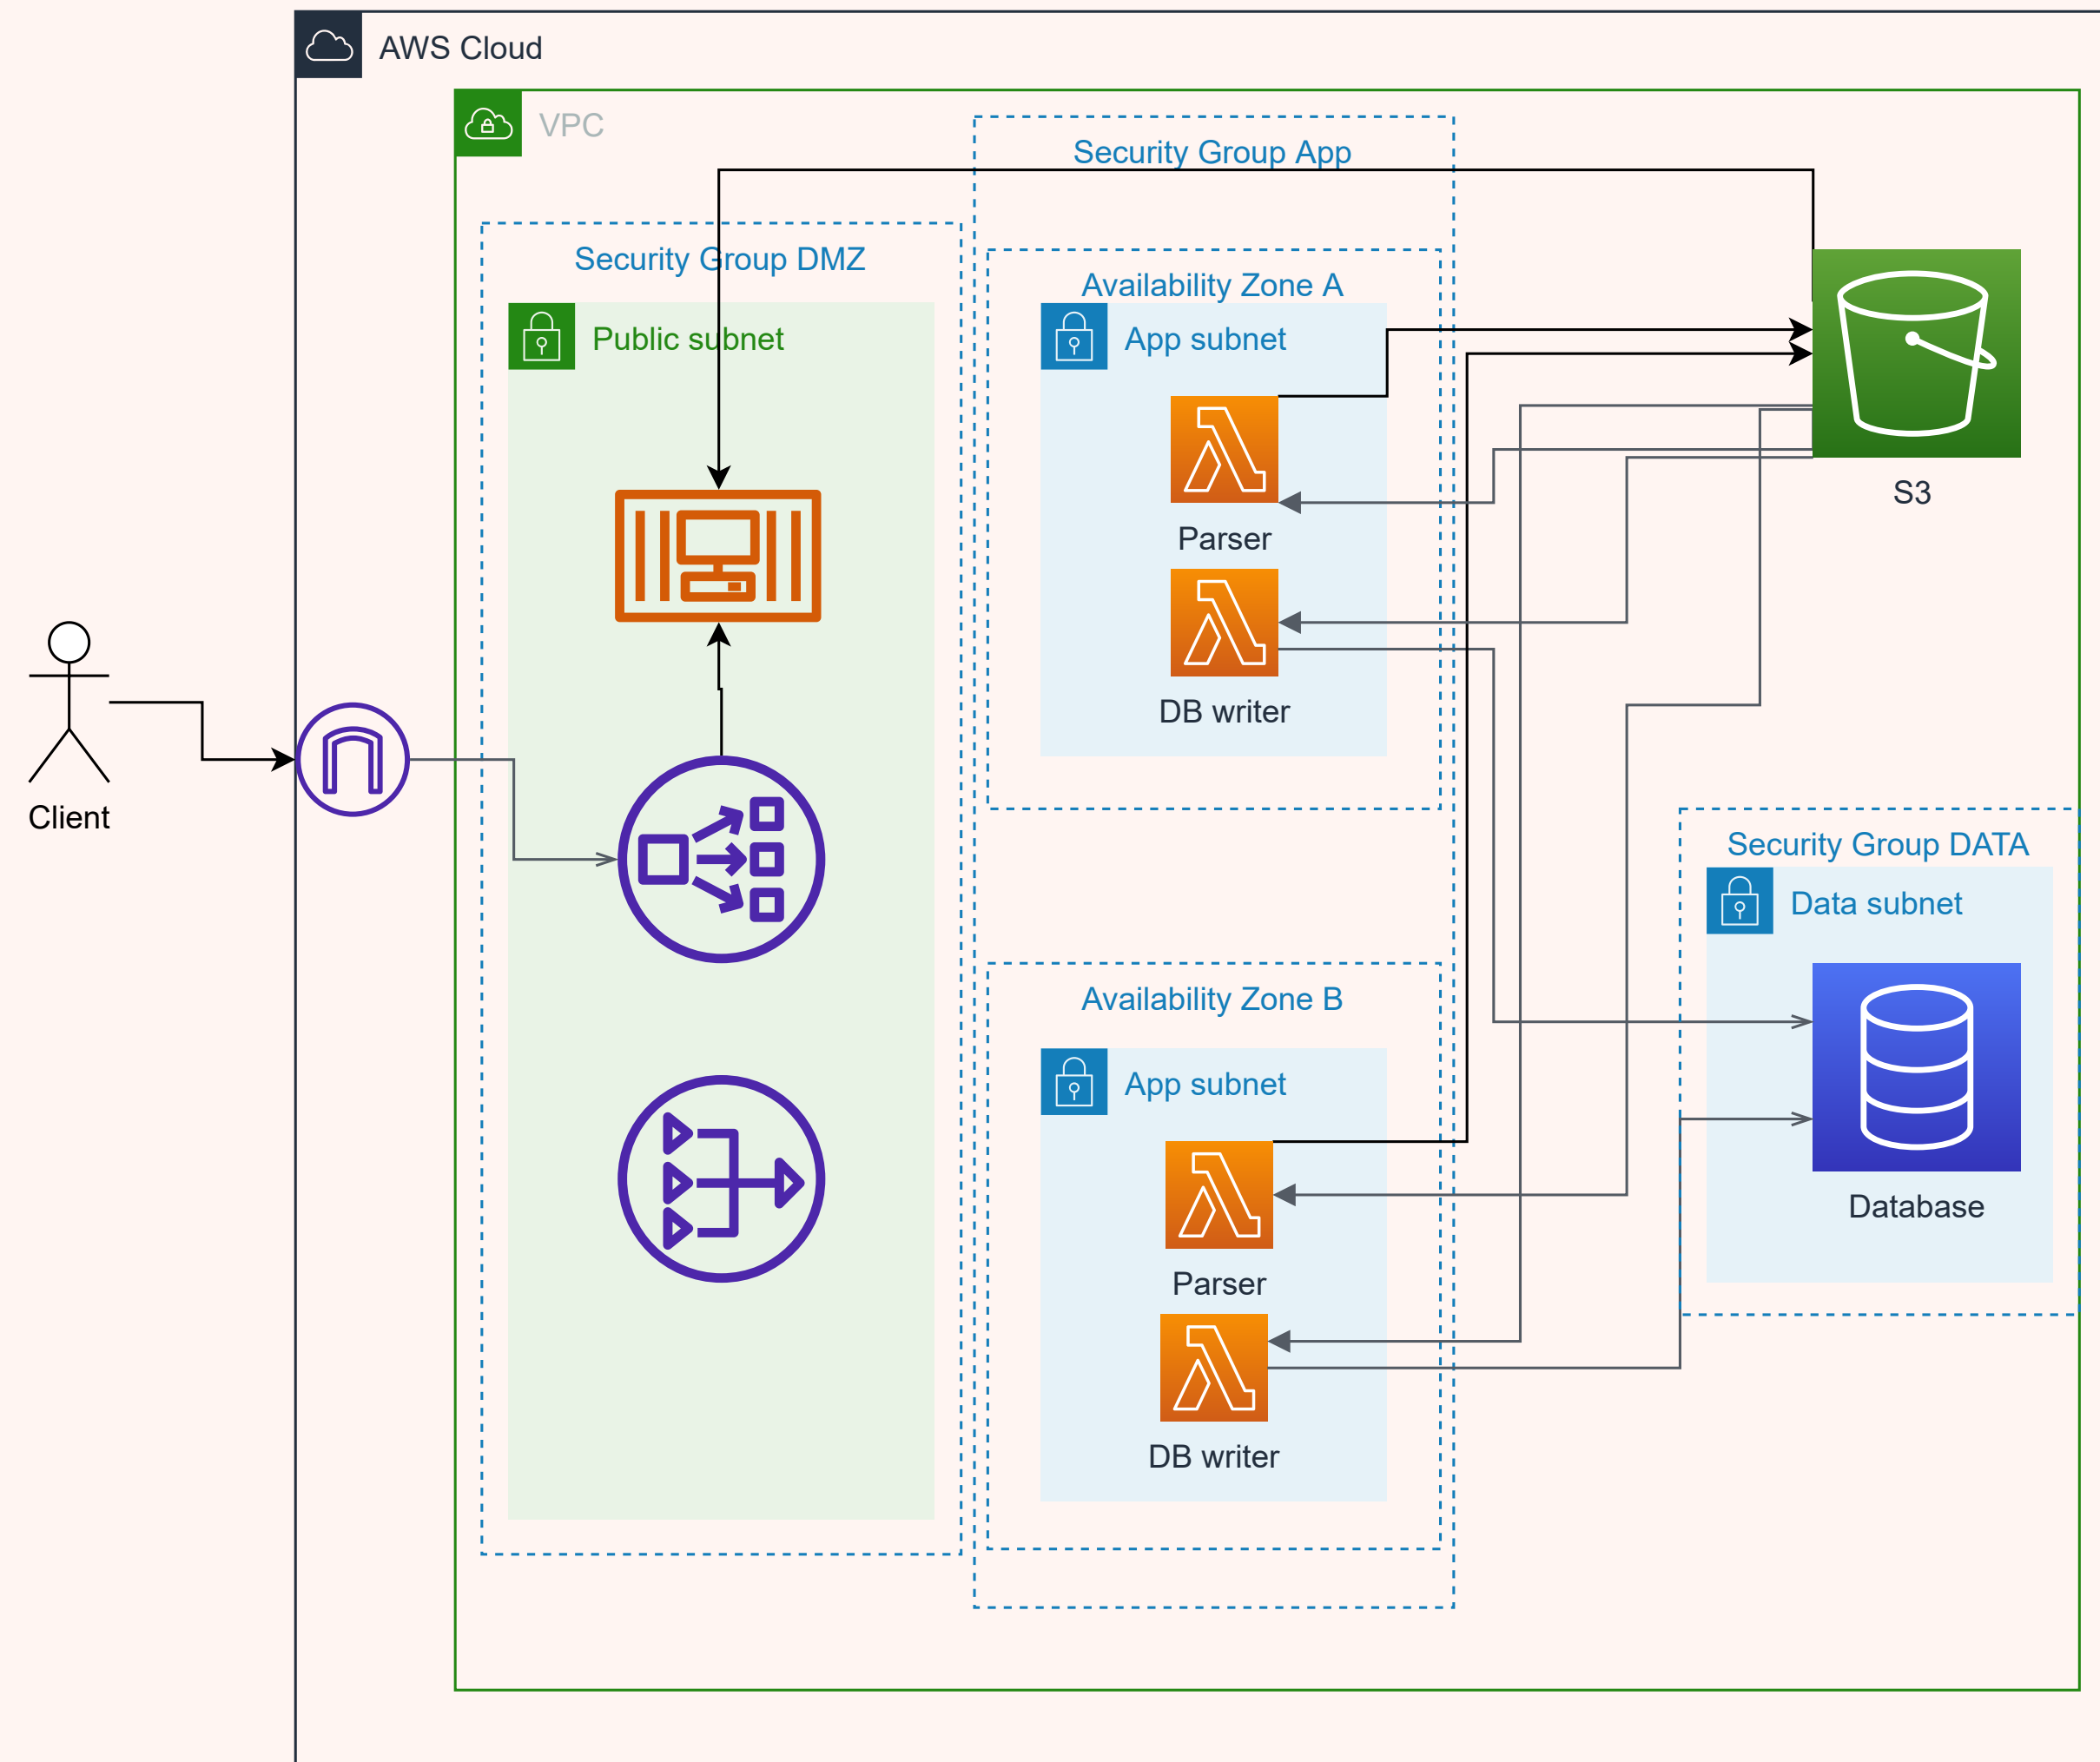 AWS Cloud
VPC
Security Group App
Security Group DMZ
Availability Zone A
Public subnet
App subnet
S3
Parser
DB writer
Client
Security Group DATA
Data subnet
Availability Zone B
App subnet
Database
Parser
DB writer